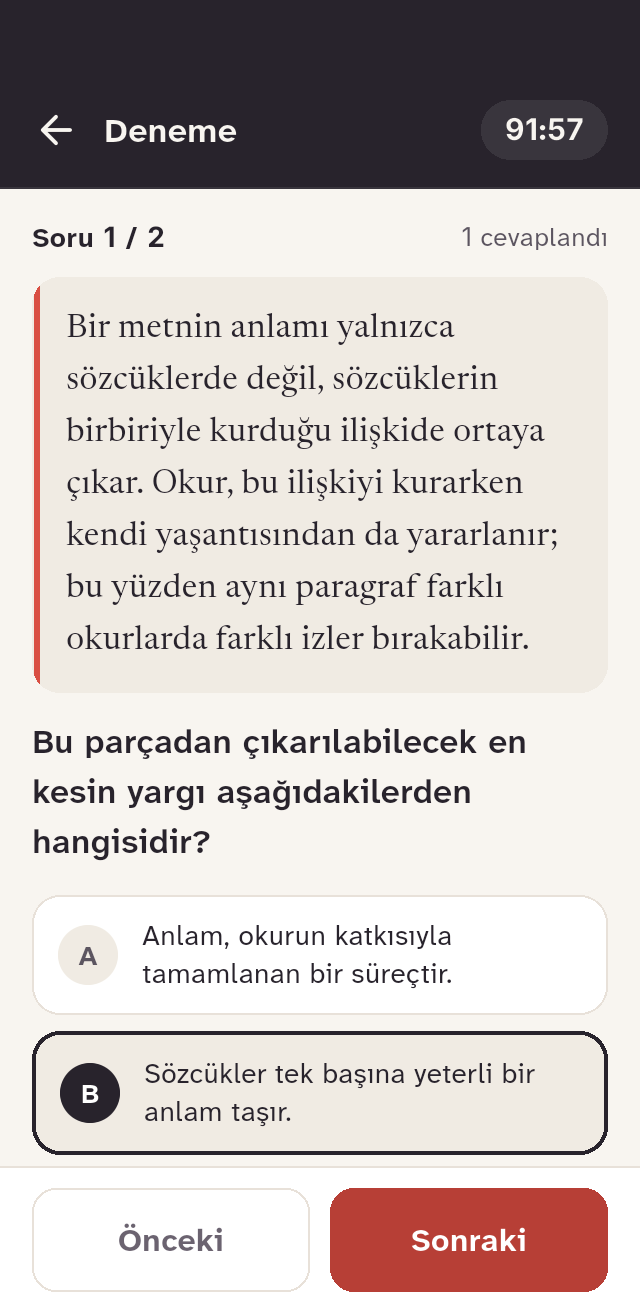 Deneme
91:57
Soru 1 / 2
1 cevaplandı
Bir metnin anlamı yalnızca
sözcüklerde değil, sözcüklerin
birbiriyle kurduğu ilişkide ortaya
çıkar. Okur, bu ilişkiyi kurarken
kendi yaşantısından da yararlanır;
bu yüzden aynı paragraf farklı
okurlarda farklı izler bırakabilir.
Bu parçadan çıkarılabilecek en
kesin yargı aşağıdakilerden
hangisidir?
A
Anlam, okurun katkısıyla
tamamlanan bir süreçtir.
B
Sözcükler tek başına yeterli bir
anlam taşır.
Önceki
Sonraki